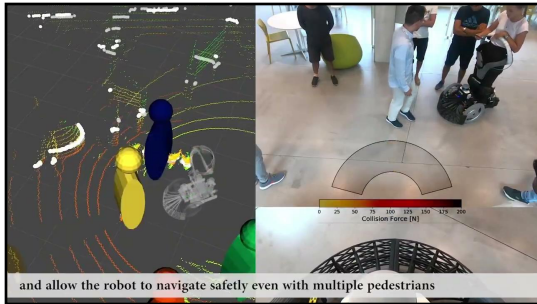 0 25 50 75 100 125 150 175 200
Collision Force [N]
and allow the robot to navigate safetly even with multiple pedestrians